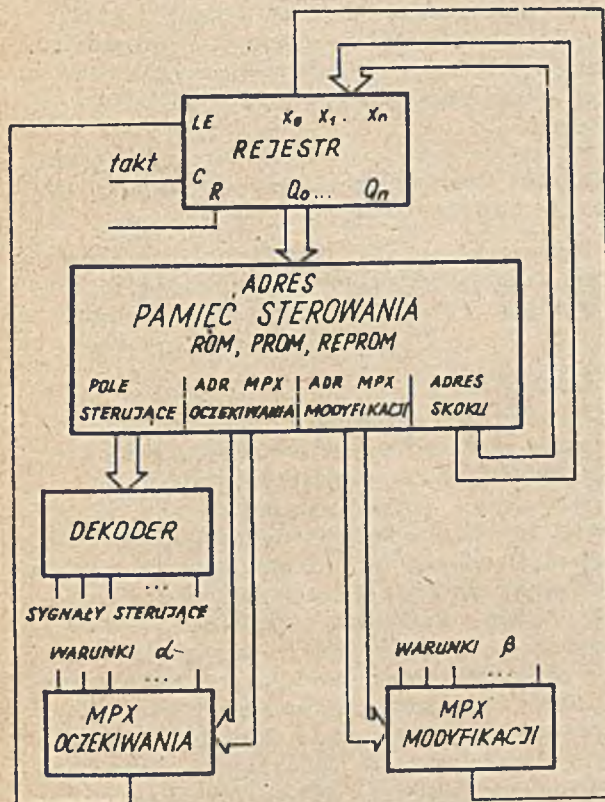 LE X₀ X₁. Xₙ
REJESTR
takt
C
R Q₀... Qₙ
ADRES
PAMIĘĆ STEROWANIA
ROM, PROM, REPROM
POLE STERUJĄCE
ADR MPX OCZEKIWANIA
ADR MPX MODYFIKACJI
ADRES SKOKU
DEKODER
...
SYGNAŁY STERUJĄCE
WARUNKI α
...
MPX
OCZEKIWANIA
WARUNKI β
...
MPX
MODYFIKACJI